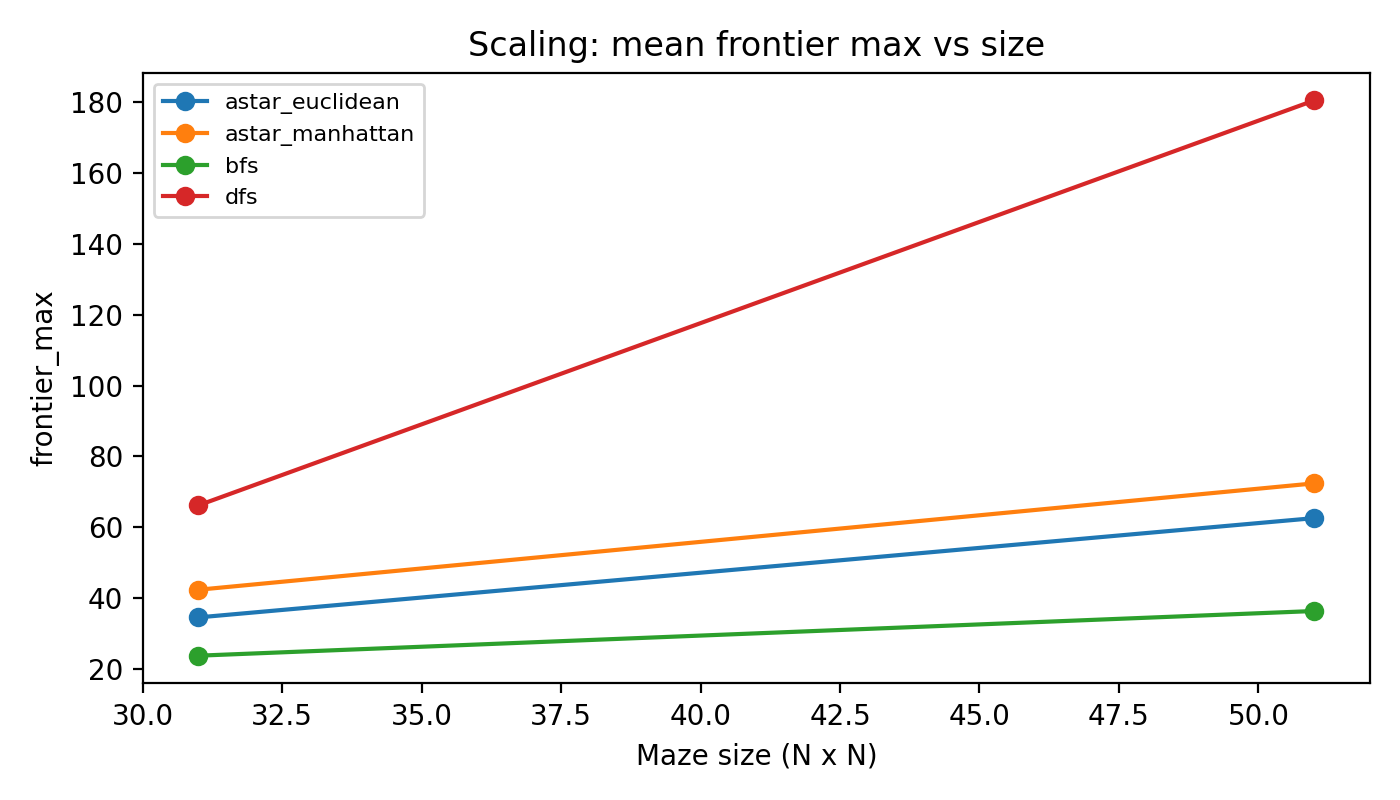 Scaling: mean frontier max vs size
astar_euclidean
astar_manhattan
bfs
dfs
frontier_max
180
160
140
120
100
80
60
40
20
30.0 32.5 35.0 37.5 40.0 42.5 45.0 47.5 50.0
Maze size (N x N)